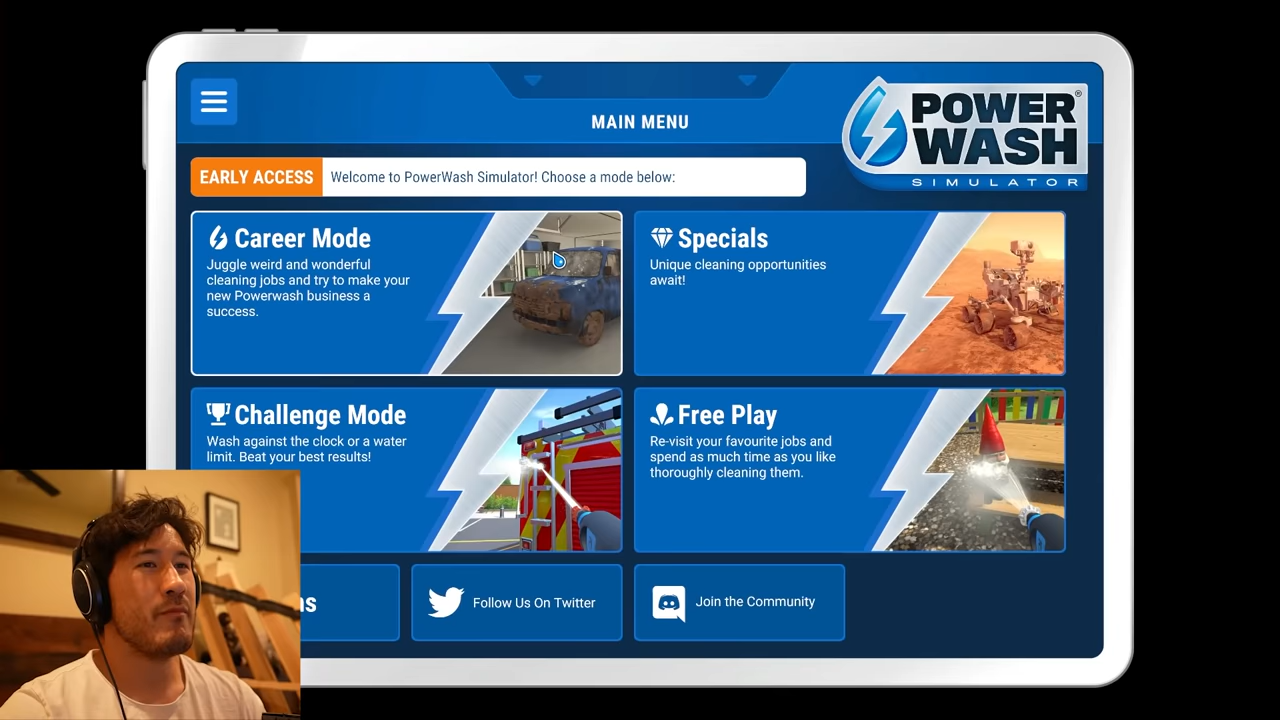 MAIN MENU
POWER
WASH
SIMULATOR
EARLY ACCESS
Welcome to PowerWash Simulator! Choose a mode below:
Career Mode
Juggle weird and wonderful
cleaning jobs and try to make your
new Powerwash business a
success.
Specials
Unique cleaning opportunities
await!
Challenge Mode
Wash against the clock or a water
limit. Beat your best results!
Free Play
Re-visit your favourite jobs and
spend as much time as you like
thoroughly cleaning them.
ns
Follow Us On Twitter
Join the Community